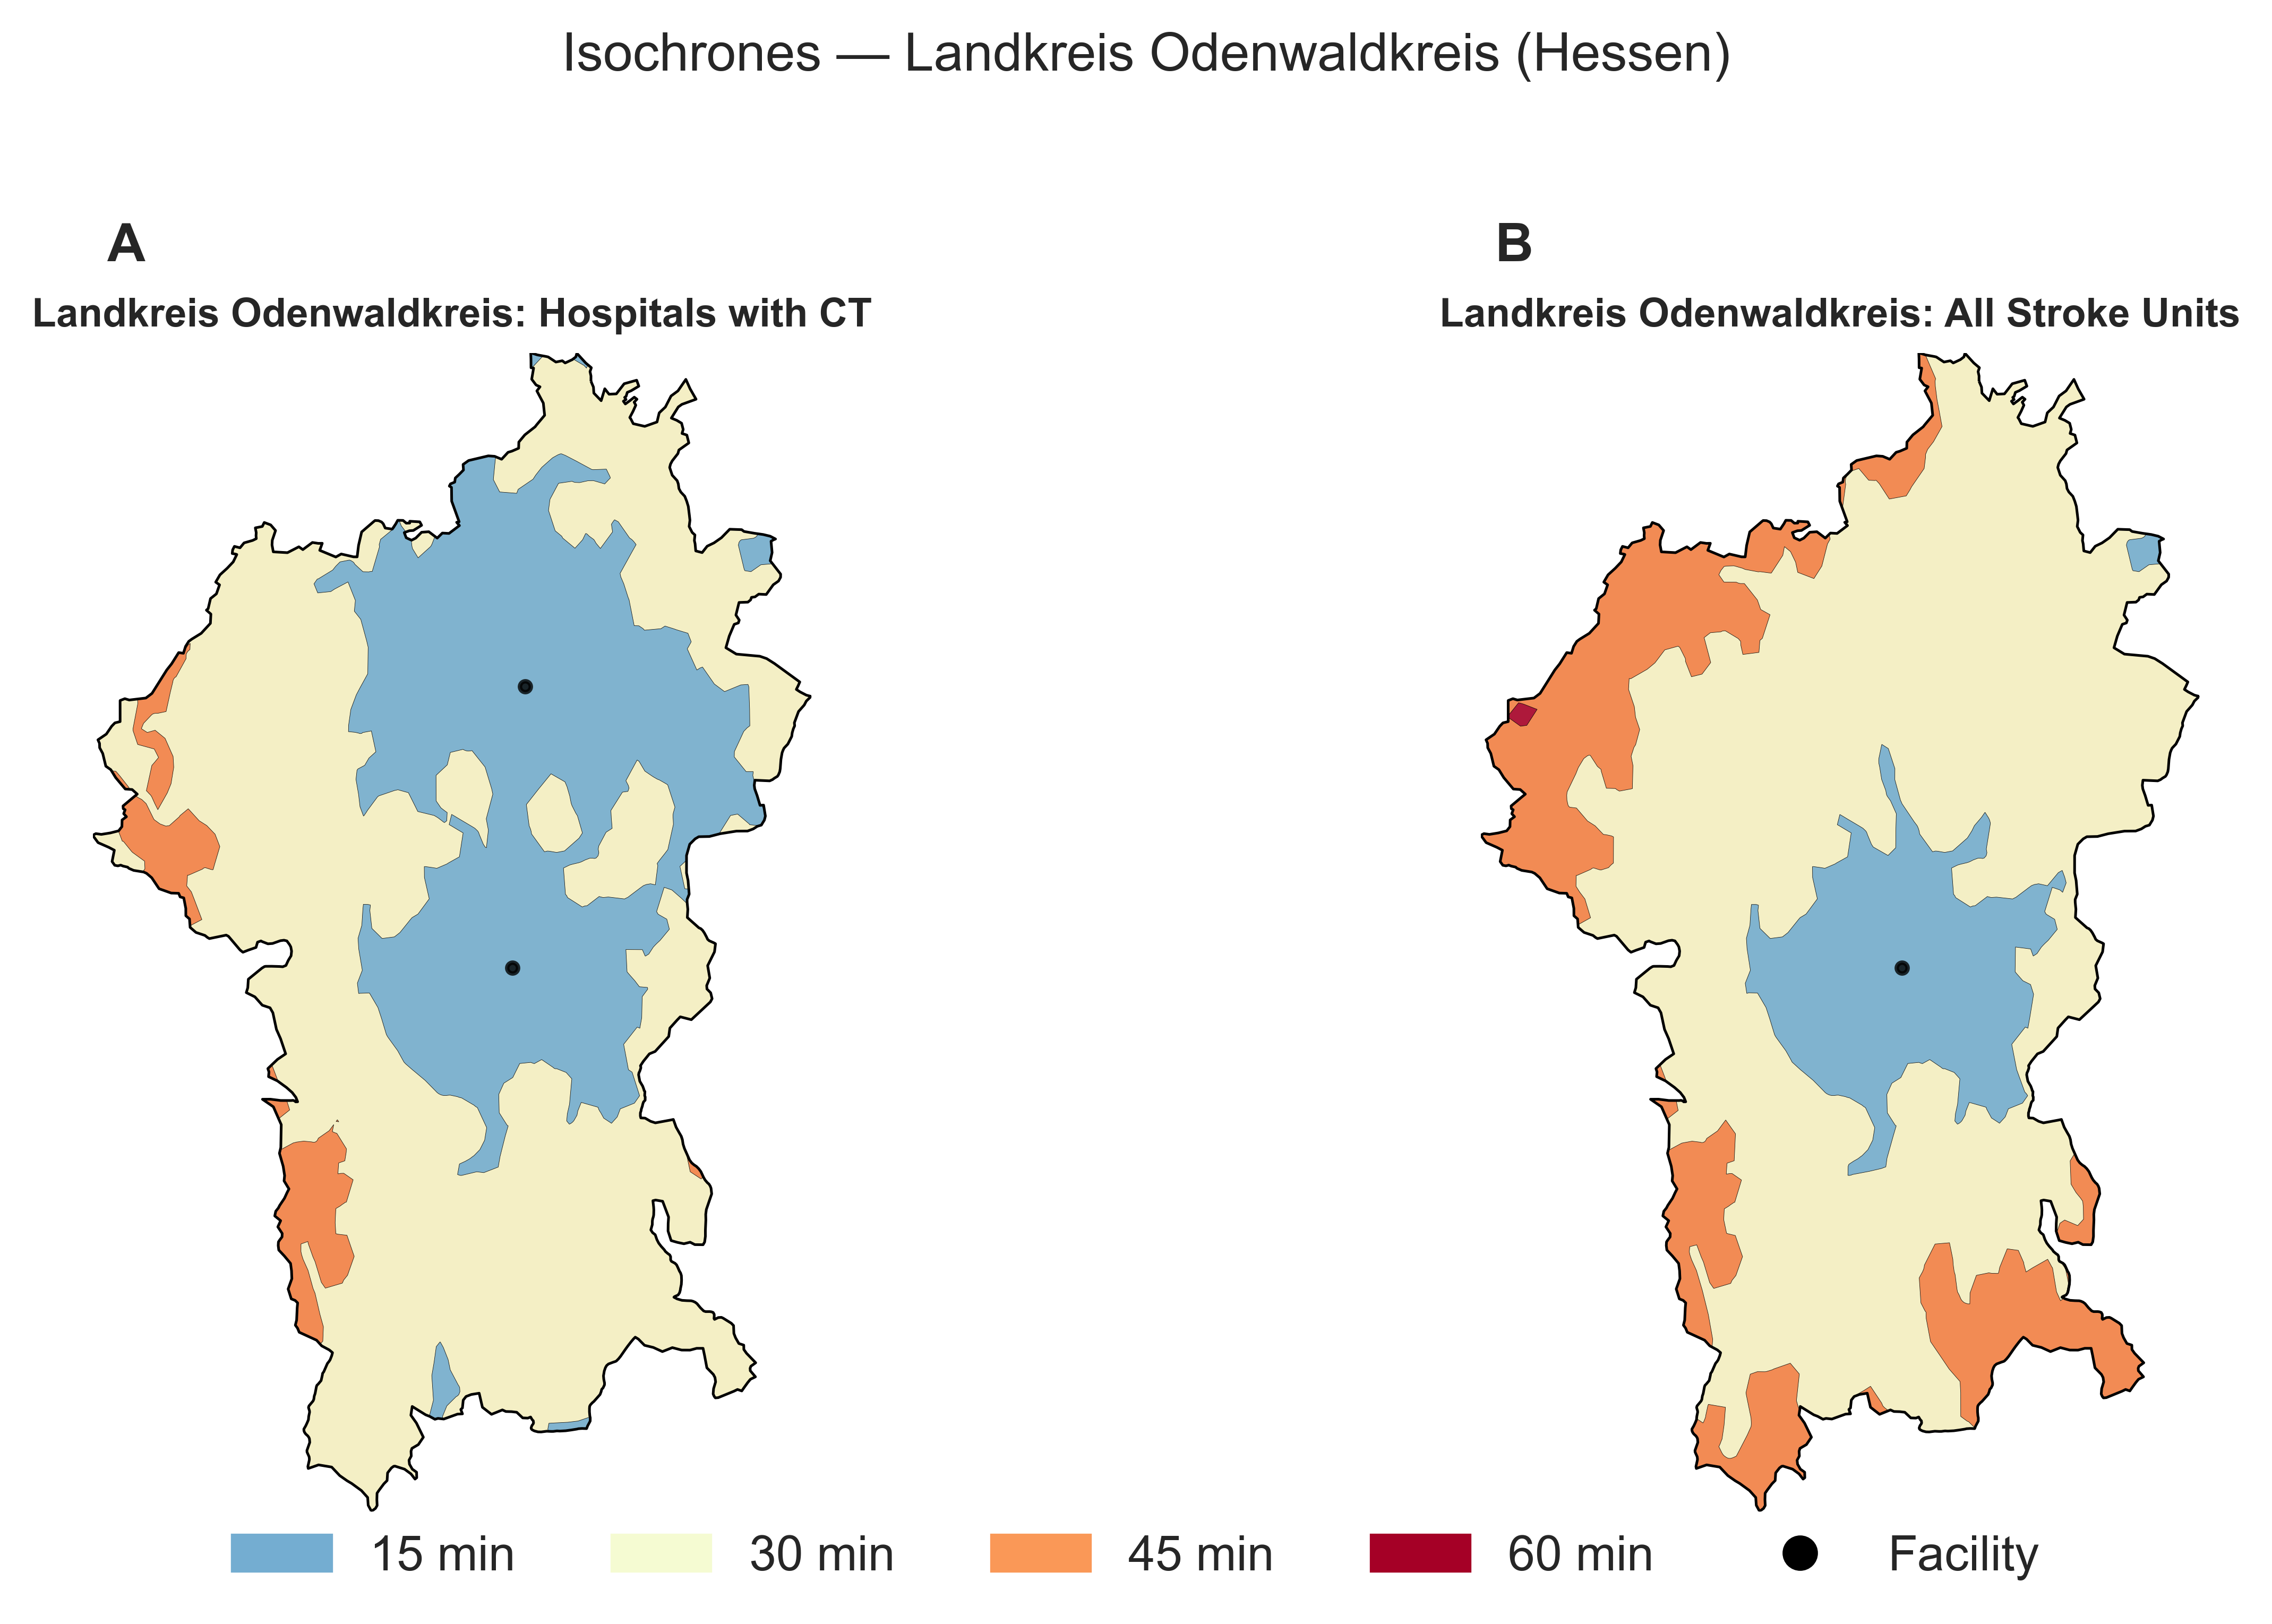 Isochrones — Landkreis Odenwaldkreis (Hessen)
A
Landkreis Odenwaldkreis: Hospitals with CT
B
Landkreis Odenwaldkreis: All Stroke Units
15 min
30 min
45 min
60 min
Facility